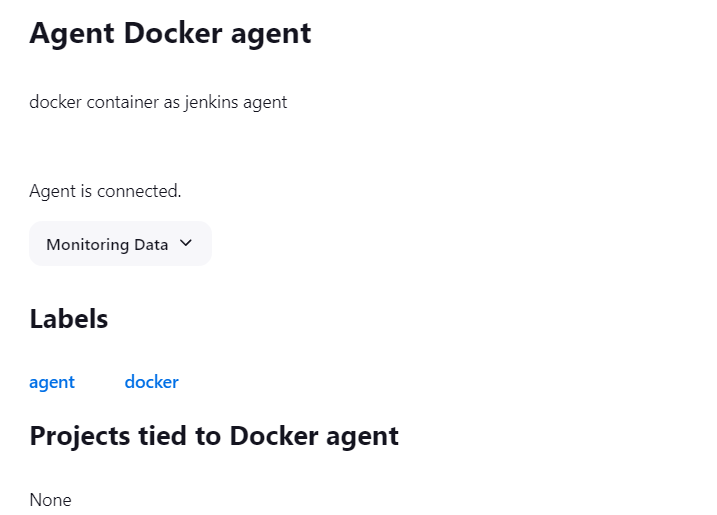 Agent Docker agent
docker container as jenkins agent
Agent is connected.
Monitoring Data
Labels
agent docker
Projects tied to Docker agent
None